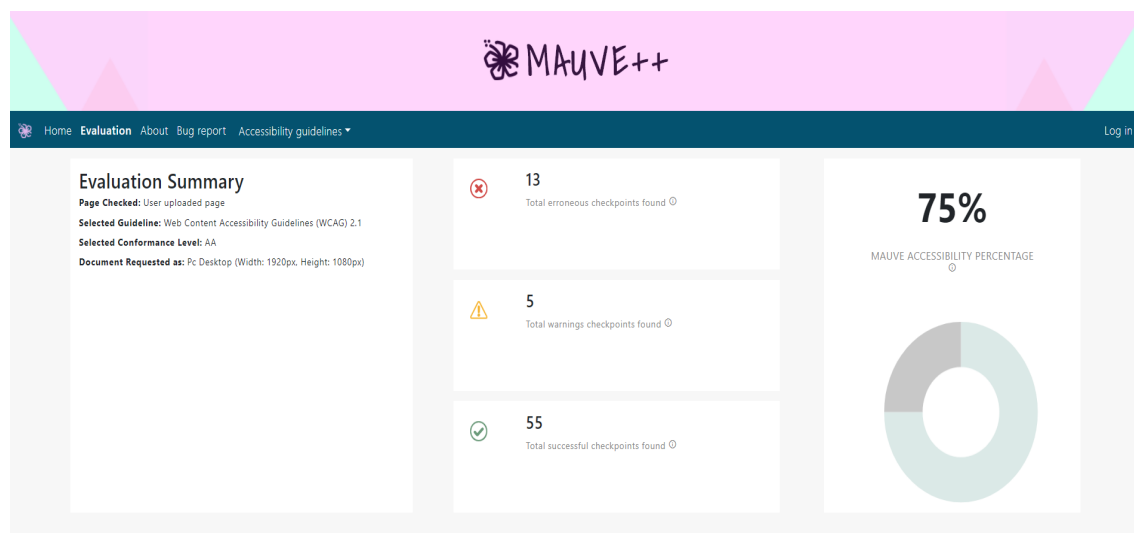 MAUVE++
Home Evaluation About Bug report Accessibility guidelines Log in
Evaluation Summary
Page Checked: User uploaded page
Selected Guideline: Web Content Accessibility Guidelines (WCAG) 2.1
Selected Conformance Level: AA
Document Requested as: Pc Desktop (Width: 1920px, Height: 1080px)
13
Total erroneous checkpoints found
5
Total warnings checkpoints found
55
Total successful checkpoints found
75%
MAUVE ACCESSIBILITY PERCENTAGE